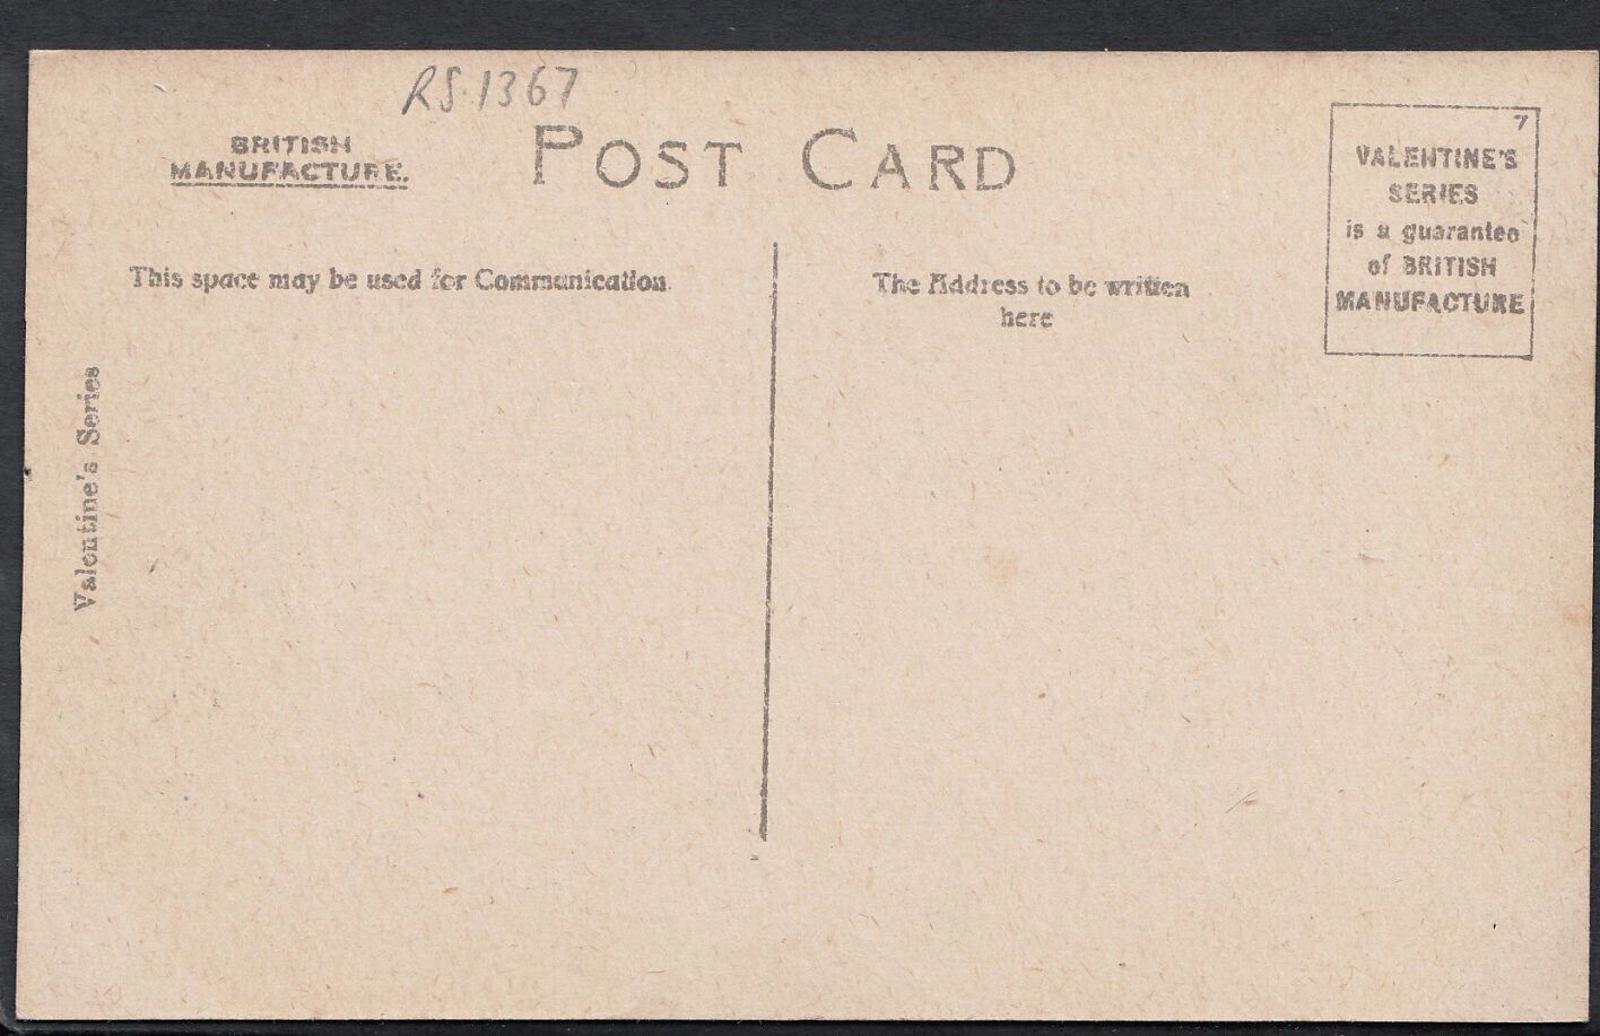 RS.1367
BRITISH
MANUFACTURE.
POST CARD
7
VALENTINE'S
SERIES
is a guarantee
of BRITISH
MANUFACTURE
This space may be used for Communication
The Address to be written
here
Valentine's Series